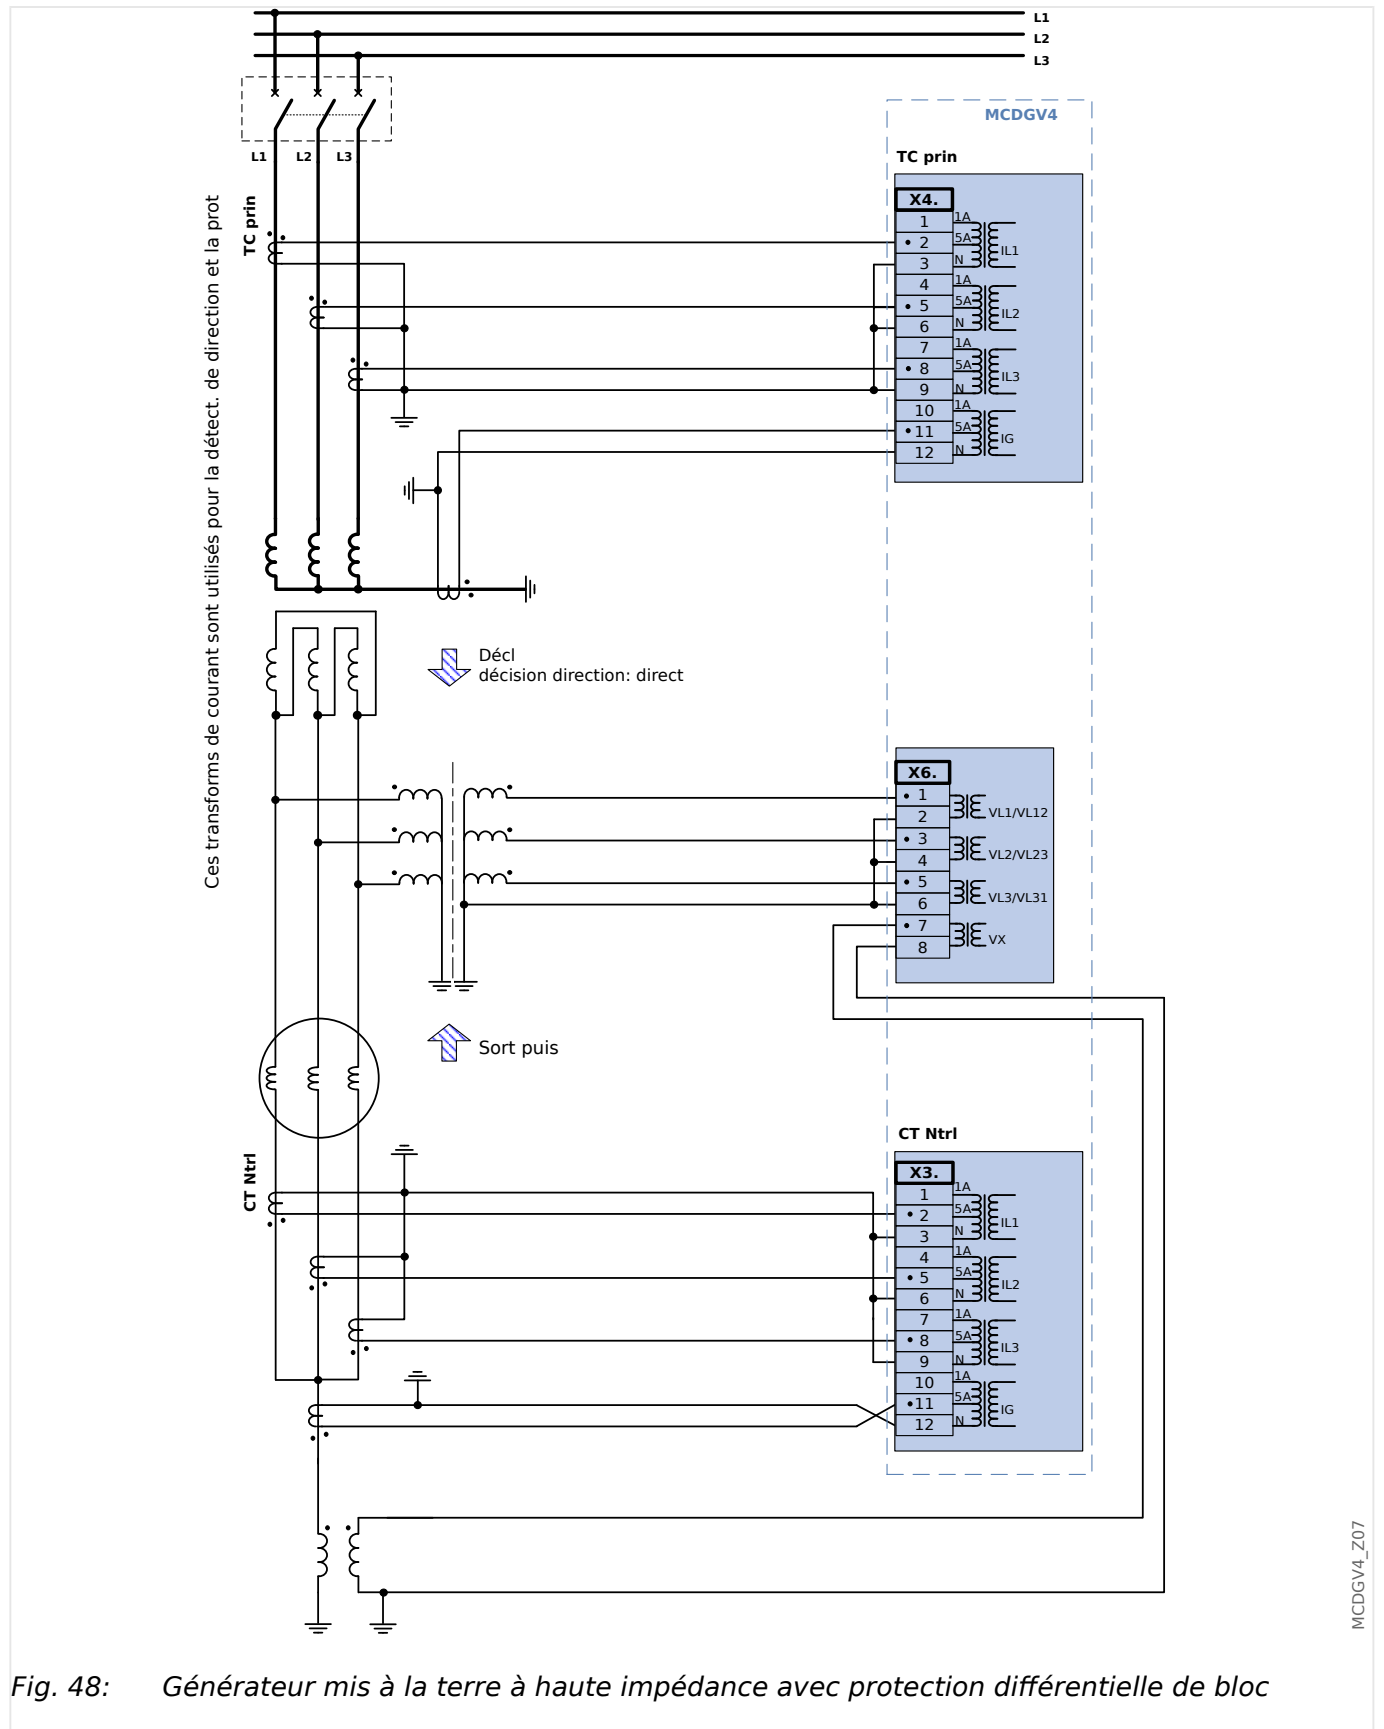 L1
L2
L3
L1 L2 L3
MCDGV4
TC prin
TC prin
Ces transforms de courant sont utilisés pour la détect. de direction et la prot
X4.
1 1A
2 5A IL1
3 N
4 1A
5 5A IL2
6 N
7 1A
8 5A IL3
9 N
10 1A
11 5A IG
12 N
Décl
décision direction: direct
X6.
1
2 VL1/VL12
3
4 VL2/VL23
5
6 VL3/VL31
7
8 VX
Sort puis
CT Ntrl
CT Ntrl
X3.
1 1A
2 5A IL1
3 N
4 1A
5 5A IL2
6 N
7 1A
8 5A IL3
9 N
10 1A
11 5A IG
12 N
MCDGV4_Z07
Fig. 48: Générateur mis à la terre à haute impédance avec protection différentielle de bloc